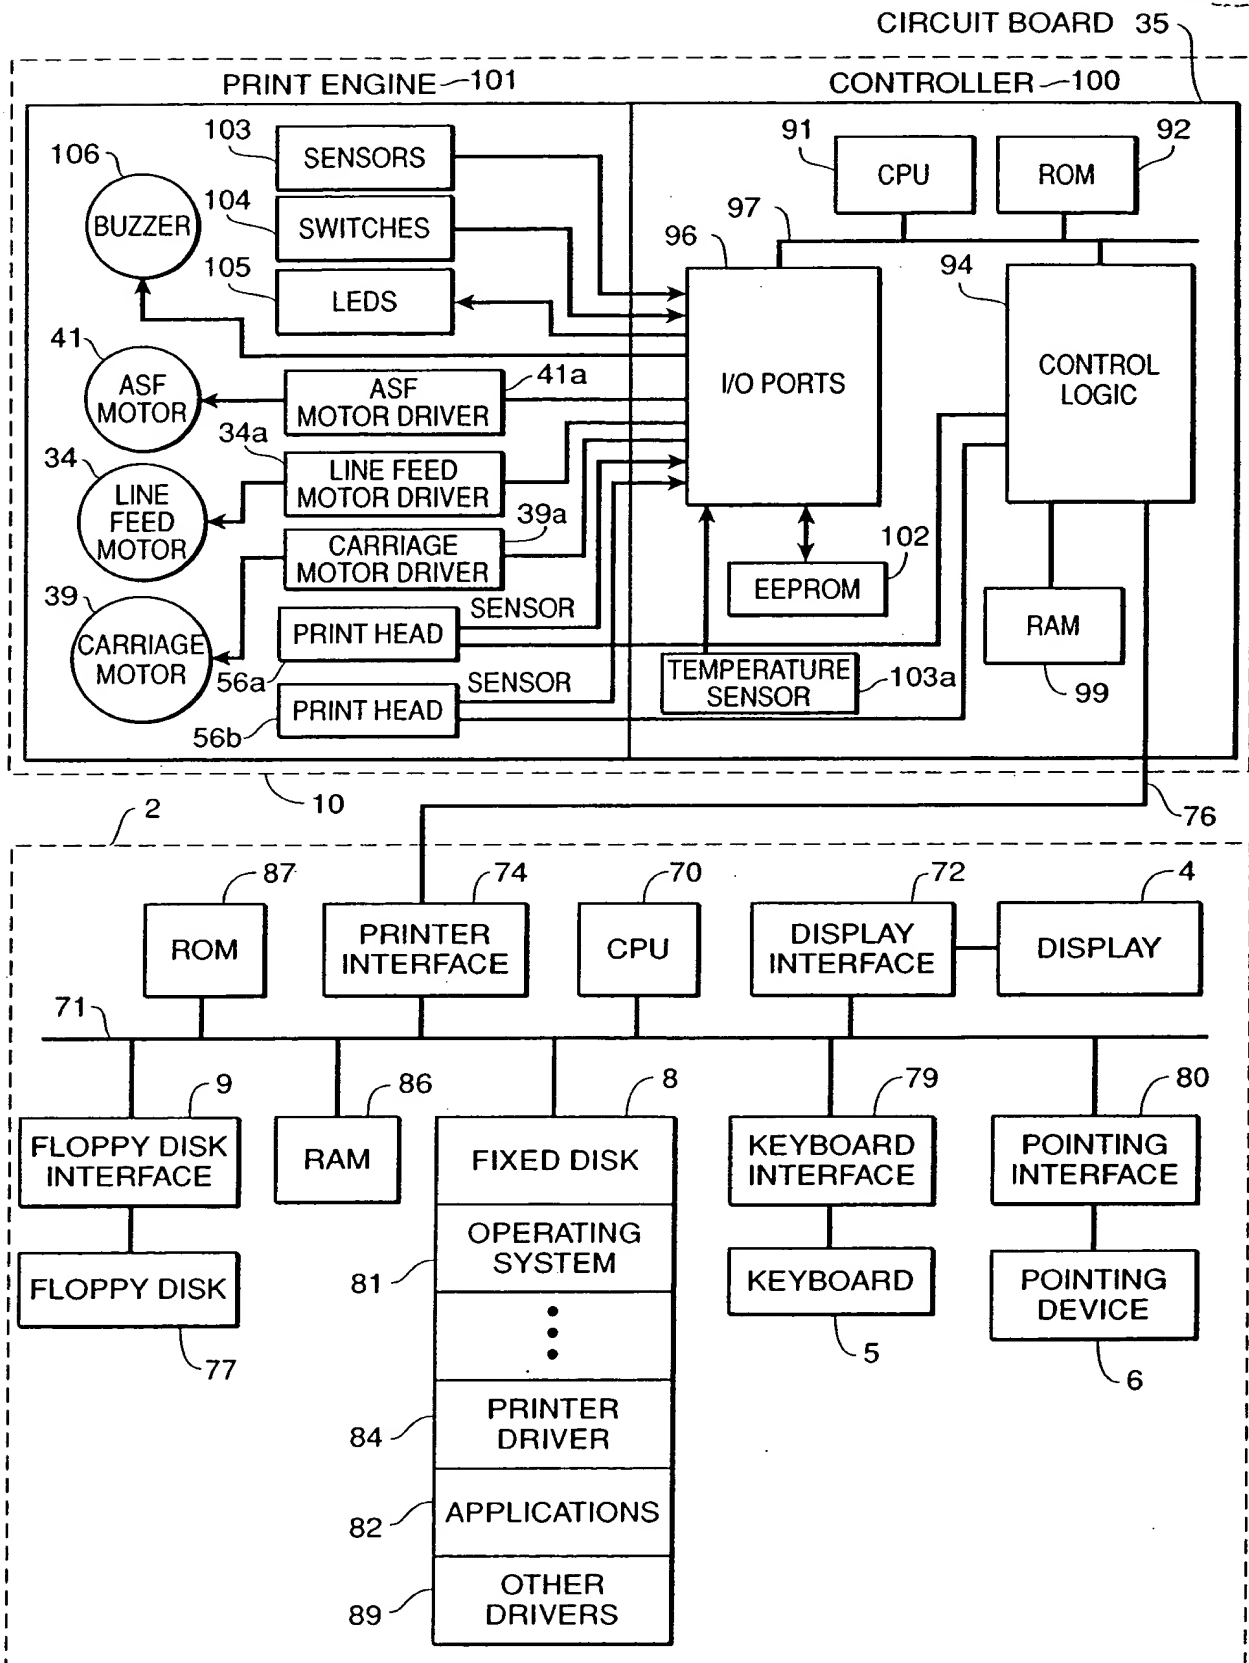 CIRCUIT BOARD 35
PRINT ENGINE 101
CONTROLLER 100
103
SENSORS
106
BUZZER
104
SWITCHES
105
LEDS
91
CPU
92
ROM
97
96
I/O PORTS
94
CONTROL
LOGIC
41
ASF
MOTOR
ASF
MOTOR DRIVER
41a
34a
34
LINE
FEED
MOTOR
LINE FEED
MOTOR DRIVER
39a
CARRIAGE
MOTOR DRIVER
102
EEPROM
39
CARRIAGE
MOTOR
SENSOR
PRINT HEAD
56a
SENSOR
PRINT HEAD
56b
TEMPERATURE
SENSOR
103a
RAM
99
10
76
2
87
ROM
74
PRINTER
INTERFACE
70
CPU
72
DISPLAY
INTERFACE
4
DISPLAY
71
9
FLOPPY DISK
INTERFACE
86
RAM
8
FIXED DISK
79
KEYBOARD
INTERFACE
80
POINTING
INTERFACE
FLOPPY DISK
77
OPERATING
SYSTEM
81
KEYBOARD
5
POINTING
DEVICE
6
PRINTER
DRIVER
84
APPLICATIONS
82
OTHER
DRIVERS
89